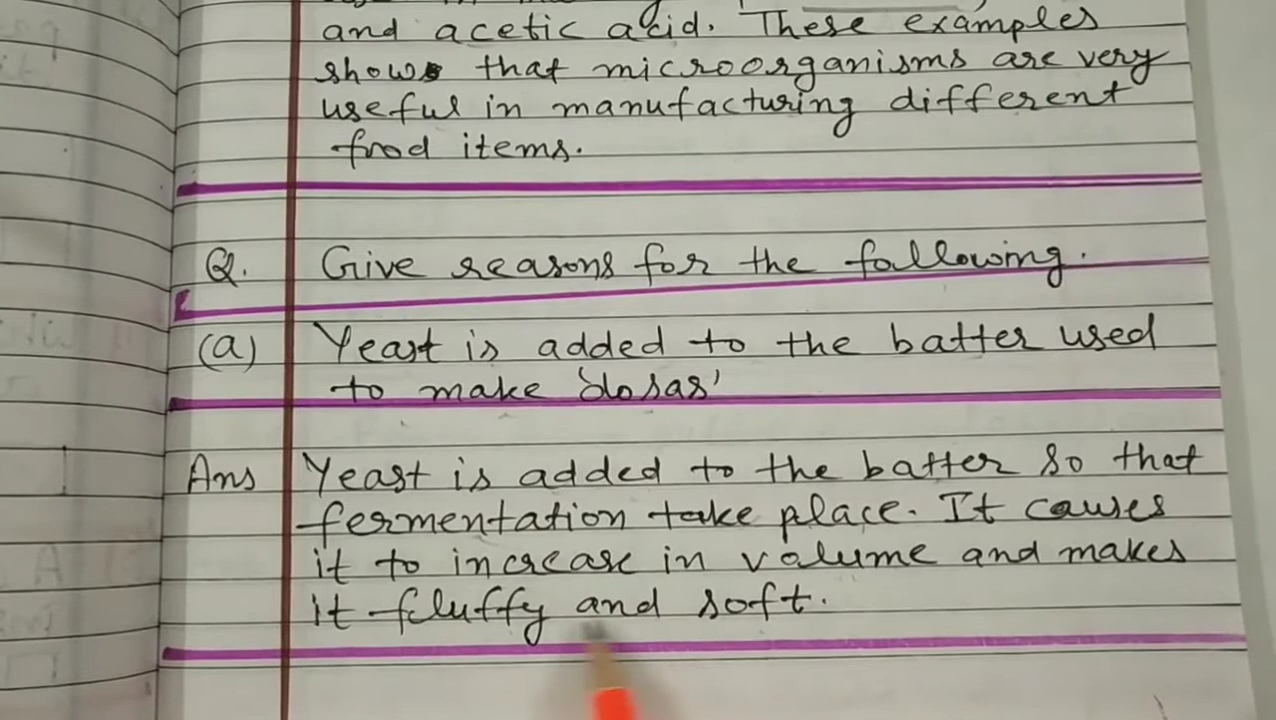 and acetic acid. These examples
shows that microorganisms are very
useful in manufacturing different
food items.
Q. Give reasons for the following.
(a) Yeast is added to the batter used
to make 'dosas'
Ans Yeast is added to the batter so that
fermentation take place. It causes
it to increase in volume and makes
it fluffy and soft.